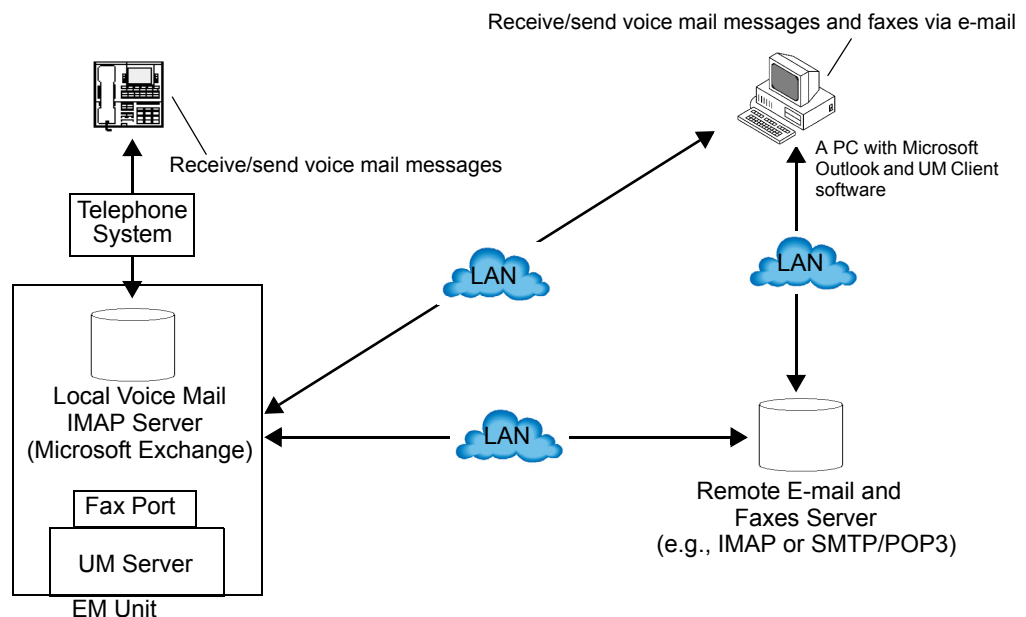 Receive/send voice mail messages and faxes via e-mail
Receive/send voice mail messages
A PC with Microsoft
Outlook and UM Client
software
Telephone
System
LAN
LAN
Local Voice Mail
IMAP Server
(Microsoft Exchange)
LAN
Remote E-mail and
Faxes Server
(e.g., IMAP or SMTP/POP3)
Fax Port
UM Server
EM Unit